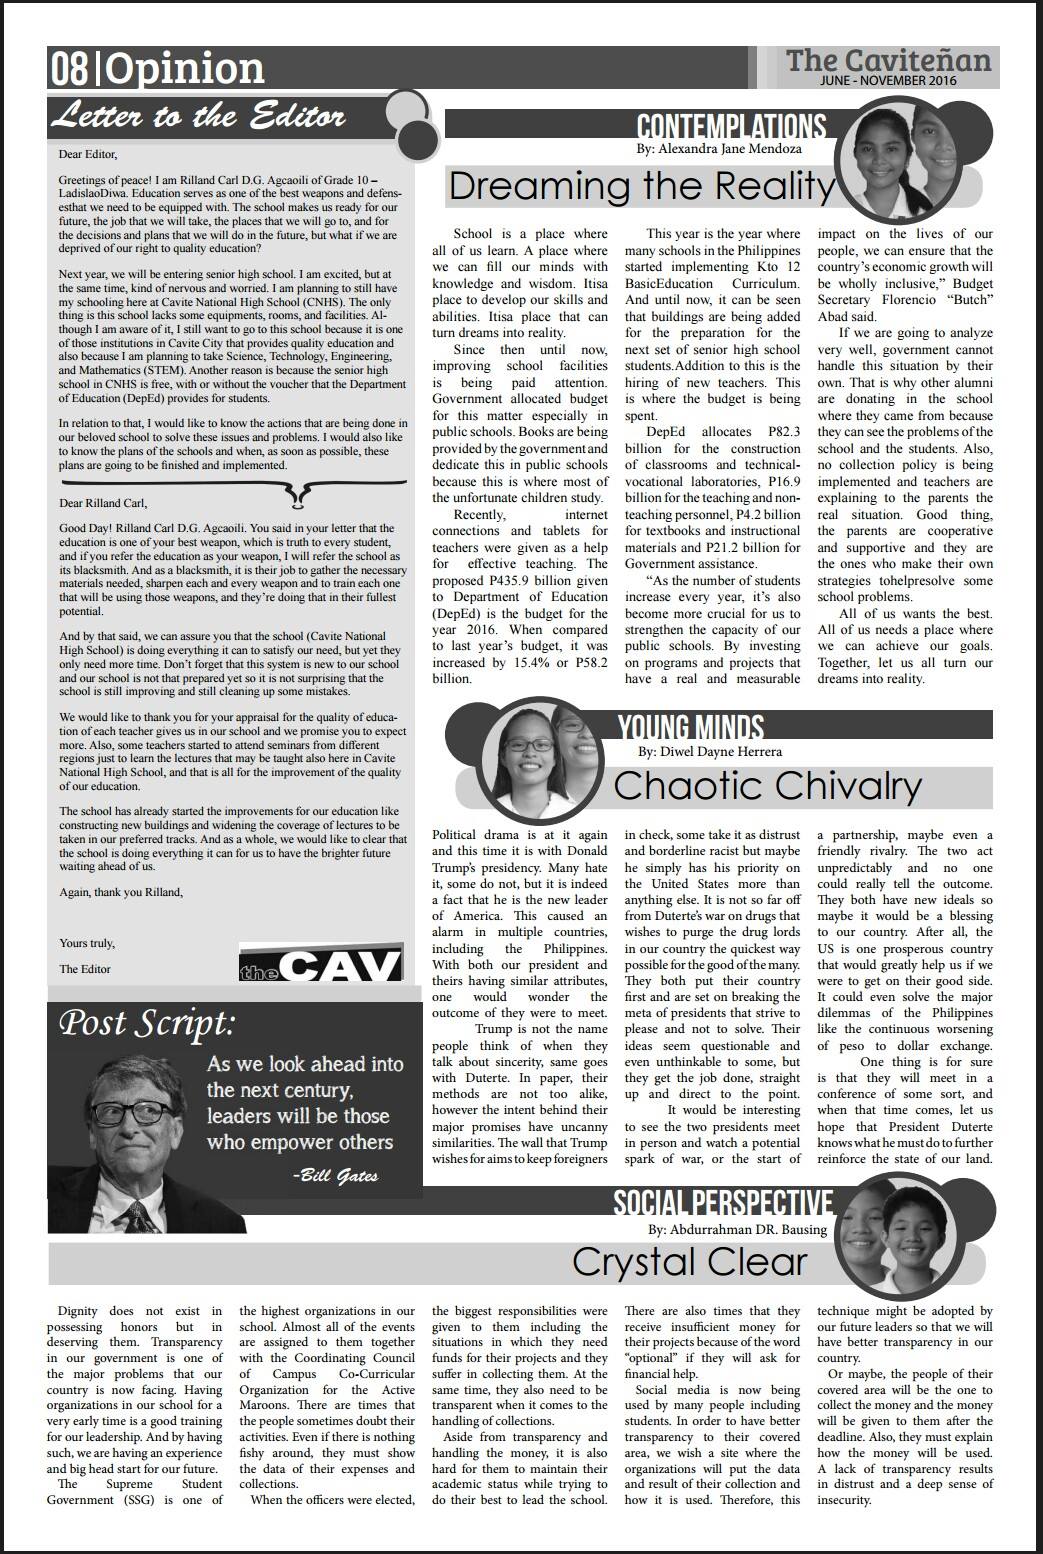 08 | Opinion
The Caviteñan
JUNE - NOVEMBER 2016
Letter to the Editor
Dear Editor,
Greetings of peace! I am Rilland Carl D.G. Agcaoili of Grade 10 –
LadislaoDiwa. Education serves as one of the best weapons and defens-
esthat we need to be equipped with. The school makes us ready for our
future, the job that we will take, the places that we will go to, and for
the decisions and plans that we will do in the future, but what if we are
deprived of our right to quality education?
Next year, we will be entering senior high school. I am excited, but at
the same time, kind of nervous and worried. I am planning to still have
my schooling here at Cavite National High School (CNHS). The only
thing is this school lacks some equipments, rooms, and facilities. Al-
though I am aware of it, I still want to go to this school because it is one
of those institutions in Cavite City that provides quality education and
also because I am planning to take Science, Technology, Engineering,
and Mathematics (STEM). Another reason is because the senior high
school in CNHS is free, with or without the voucher that the Department
of Education (DepEd) provides for students.
In relation to that, I would like to know the actions that are being done in
our beloved school to solve these issues and problems. I would also like
to know the plans of the schools and when, as soon as possible, these
plans are going to be finished and implemented.
Dear Rilland Carl,
Good Day! Rilland Carl D.G. Agcaoili. You said in your letter that the
education is one of your best weapon, which is truth to every student,
and if you refer the education as your weapon, I will refer the school as
its blacksmith. And as a blacksmith, it is their job to gather the necessary
materials needed, sharpen each and every weapon and to train each one
that will be using those weapons, and they're doing that in their fullest
potential.
And by that said, we can assure you that the school (Cavite National
High School) is doing everything it can to satisfy our need, but yet they
only need more time. Don't forget that this system is new to our school
and our school is not that prepared yet so it is not surprising that the
school is still improving and still cleaning up some mistakes.
We would like to thank you for your appraisal for the quality of educa-
tion of each teacher gives us in our school and we promise you to expect
more. Also, some teachers started to attend seminars from different
regions just to learn the lectures that may be taught also here in Cavite
National High School, and that is all for the improvement of the quality
of our education.
The school has already started the improvements for our education like
constructing new buildings and widening the coverage of lectures to be
taken in our preferred tracks. And as a whole, we would like to clear that
the school is doing everything it can for us to have the brighter future
waiting ahead of us.
Again, thank you Rilland,
Yours truly,
The Editor
the CAV
Post Script:
As we look ahead into
the next century,
leaders will be those
who empower others
-Bill Gates
CONTEMPLATIONS
By: Alexandra Jane Mendoza
Dreaming the Reality
School is a place where
all of us learn. A place where
we can fill our minds with
knowledge and wisdom. Itisa
place to develop our skills and
abilities. Itisa place that can
turn dreams into reality.
Since then until now,
improving school facilities
is being paid attention.
Government allocated budget
for this matter especially in
public schools. Books are being
provided by the government and
dedicate this in public schools
because this is where most of
the unfortunate children study.
Recently, internet
connections and tablets for
teachers were given as a help
for effective teaching. The
proposed P435.9 billion given
to Department of Education
(DepEd) is the budget for the
year 2016. When compared
to last year's budget, it was
increased by 15.4% or P58.2
billion.
This year is the year where
many schools in the Philippines
started implementing Kto 12
BasicEducation Curriculum.
And until now, it can be seen
that buildings are being added
for the preparation for the
next set of senior high school
students.Addition to this is the
hiring of new teachers. This
is where the budget is being
spent.
DepEd allocates P82.3
billion for the construction
of classrooms and technical-
vocational laboratories, P16.9
billion for the teaching and non-
teaching personnel, P4.2 billion
for textbooks and instructional
materials and P21.2 billion for
Government assistance.
“As the number of students
increase every year, it's also
become more crucial for us to
strengthen the capacity of our
public schools. By investing
on programs and projects that
have a real and measurable
impact on the lives of our
people, we can ensure that the
country's economic growth will
be wholly inclusive,” Budget
Secretary Florencio “Butch”
Abad said.
If we are going to analyze
very well, government cannot
handle this situation by their
own. That is why other alumni
are donating in the school
where they came from because
they can see the problems of the
school and the students. Also,
no collection policy is being
implemented and teachers are
explaining to the parents the
real situation. Good thing,
the parents are cooperative
and supportive and they are
the ones who make their own
strategies tohelpresolve some
school problems.
All of us wants the best.
All of us needs a place where
we can achieve our goals.
Together, let us all turn our
dreams into reality.
YOUNG MINDS
By: Diwel Dayne Herrera
Chaotic Chivalry
Political drama is at it again
and this time it is with Donald
Trump's presidency. Many hate
it, some do not, but it is indeed
a fact that he is the new leader
of America. This caused an
alarm in multiple countries,
including the Philippines.
With both our president and
theirs having similar attributes,
one would wonder the
outcome of they were to meet.
Trump is not the name
people think of when they
talk about sincerity, same goes
with Duterte. In paper, their
methods are not too alike,
however the intent behind their
major promises have uncanny
similarities. The wall that Trump
wishes for aims to keep foreigners
in check, some take it as distrust
and borderline racist but maybe
he simply has his priority on
the United States more than
anything else. It is not so far off
from Duterte's war on drugs that
wishes to purge the drug lords
in our country the quickest way
possible for the good of the many.
They both put their country
first and are set on breaking the
meta of presidents that strive to
please and not to solve. Their
ideas seem questionable and
even unthinkable to some, but
they get the job done, straight
up and direct to the point.
It would be interesting
to see the two presidents meet
in person and watch a potential
spark of war, or the start of
a partnership, maybe even a
friendly rivalry. The two act
unpredictably and no one
could really tell the outcome.
They both have new ideals so
maybe it would be a blessing
to our country. After all, the
US is one prosperous country
that would greatly help us if we
were to get on their good side.
It could even solve the major
dilemmas of the Philippines
like the continuous worsening
of peso to dollar exchange.
One thing is for sure
is that they will meet in a
conference of some sort, and
when that time comes, let us
hope that President Duterte
knows what he must do to further
reinforce the state of our land.
SOCIAL PERSPECTIVE
By: Abdurrahman DR. Bausing
Crystal Clear
Dignity does not exist in
possessing honors but in
deserving them. Transparency
in our government is one of
the major problems that our
country is now facing. Having
organizations in our school for a
very early time is a good training
for our leadership. And by having
such, we are having an experience
and big head start for our future.
The Supreme Student
Government (SSG) is one of
the highest organizations in our
school. Almost all of the events
are assigned to them together
with the Coordinating Council
of Campus Co-Curricular
Organization for the Active
Maroons. There are times that
the people sometimes doubt their
activities. Even if there is nothing
fishy around, they must show
the data of their expenses and
collections.
When the officers were elected,
the biggest responsibilities were
given to them including the
situations in which they need
funds for their projects and they
suffer in collecting them. At the
same time, they also need to be
transparent when it comes to the
handling of collections.
Aside from transparency and
handling the money, it is also
hard for them to maintain their
academic status while trying to
do their best to lead the school.
There are also times that they
receive insufficient money for
their projects because of the word
“optional” if they will ask for
financial help.
Social media is now being
used by many people including
students. In order to have better
transparency to their covered
area, we wish a site where the
organizations will put the data
and result of their collection and
how it is used. Therefore, this
technique might be adopted by
our future leaders so that we will
have better transparency in our
country.
Or maybe, the people of their
covered area will be the one to
collect the money and the money
will be given to them after the
deadline. Also, they must explain
how the money will be used.
A lack of transparency results
in distrust and a deep sense of
insecurity.